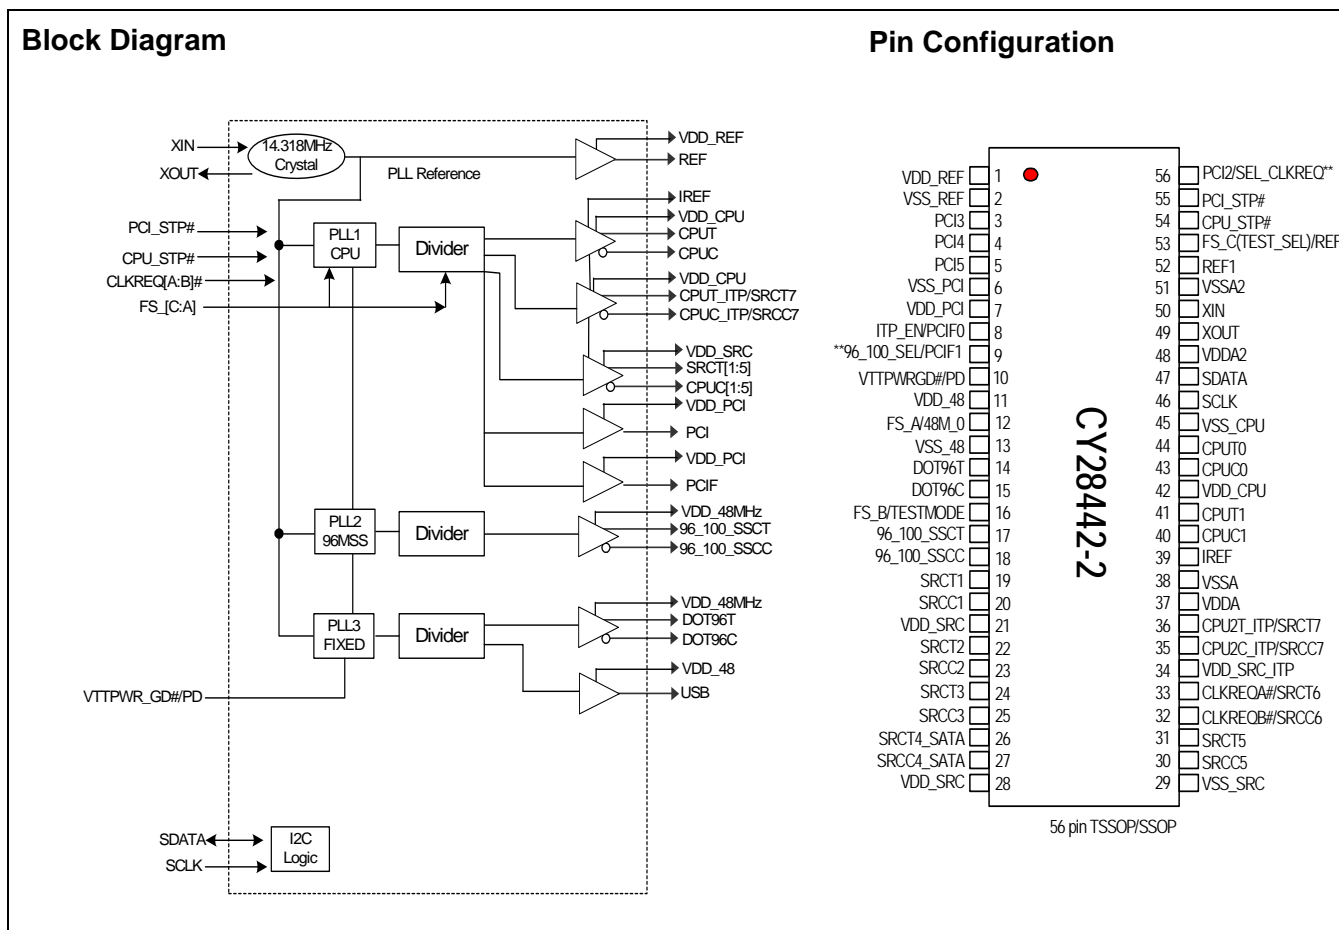 Block Diagram
Pin Configuration
XIN
XOUT
14.318MHz
Crystal
PLL Reference
VDD_REF
REF
IREF
PCI_STP#
CPU_STP#
CLKREQ[A:B]#
FS_[C:A]
PLL1
CPU
Divider
VDD_CPU
CPUT
CPUC
VDD_CPU
CPUT_ITP/SRCT7
CPUC_ITP/SRCC7
VDD_SRC
SRCT[1:5]
CPUC[1:5]
VDD_PCI
PCI
VDD_PCI
PCIF
PLL2
96MSS
Divider
VDD_48MHz
96_100_SSCT
96_100_SSCC
PLL3
FIXED
Divider
VDD_48MHz
DOT96T
DOT96C
VDD_48
USB
VTTPWR_GD#/PD
SDATA
SCLK
I2C
Logic
VDD_REF 1
VSS_REF 2
PCI3 3
PCI4 4
PCI5 5
VSS_PCI 6
VDD_PCI 7
ITP_EN/PCIF0 8
**96_100_SEL/PCIF1 9
VTTPWRGD#/PD 10
VDD_48 11
FS_A/48M_0 12
VSS_48 13
DOT96T 14
DOT96C 15
FS_B/TESTMODE 16
96_100_SSCT 17
96_100_SSCC 18
SRCT1 19
SRCC1 20
VDD_SRC 21
SRCT2 22
SRCC2 23
SRCT3 24
SRCC3 25
SRCT4_SATA 26
SRCC4_SATA 27
VDD_SRC 28
CY28442-2
56 PCI2/SEL_CLKREQ**
55 PCI_STP#
54 CPU_STP#
53 FS_C(TEST_SEL)/REF
52 REF1
51 VSSA2
50 XIN
49 XOUT
48 VDDA2
47 SDATA
46 SCLK
45 VSS_CPU
44 CPUT0
43 CPUC0
42 VDD_CPU
41 CPUT1
40 CPUC1
39 IREF
38 VSSA
37 VDDA
36 CPU2T_ITP/SRCT7
35 CPU2C_ITP/SRCC7
34 VDD_SRC_ITP
33 CLKREQA#/SRCT6
32 CLKREQB#/SRCC6
31 SRCT5
30 SRCC5
29 VSS_SRC
56 pin TSSOP/SSOP